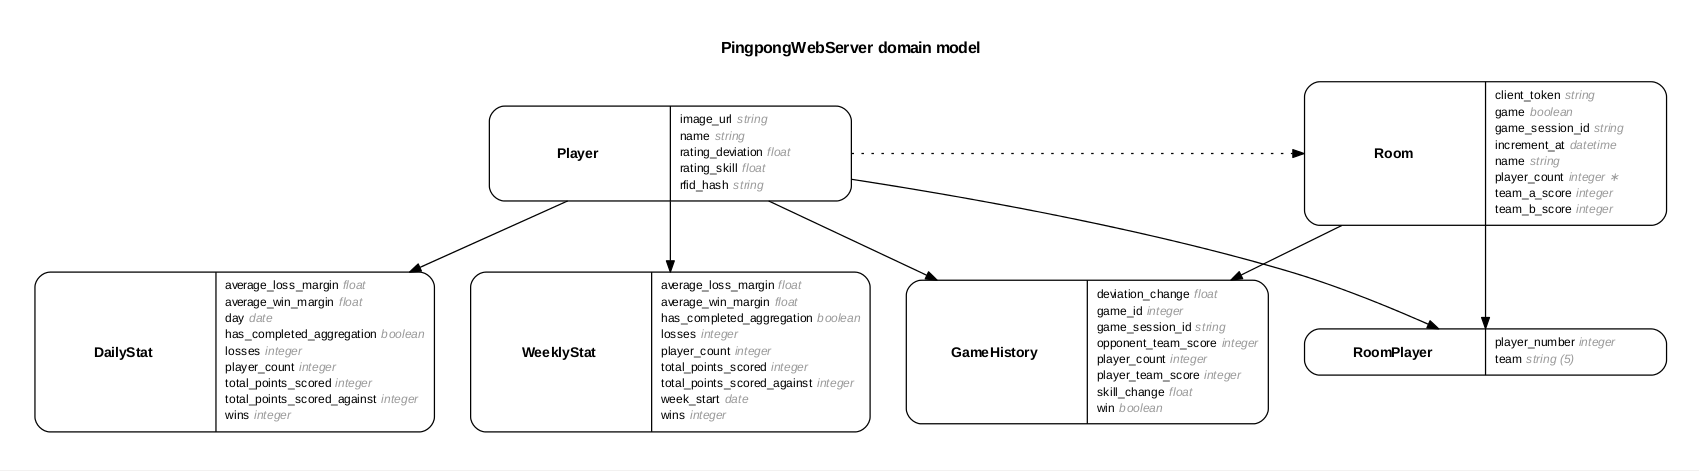 PingpongWebServer domain model
Player
image_url string
name string
rating_deviation float
rating_skill float
rfid_hash string
Room
client_token string
game boolean
game_session_id string
increment_at datetime
name string
player_count integer ∗
team_a_score integer
team_b_score integer
DailyStat
average_loss_margin float
average_win_margin float
day date
has_completed_aggregation boolean
losses integer
player_count integer
total_points_scored integer
total_points_scored_against integer
wins integer
WeeklyStat
average_loss_margin float
average_win_margin float
has_completed_aggregation boolean
losses integer
player_count integer
total_points_scored integer
total_points_scored_against integer
week_start date
wins integer
GameHistory
deviation_change float
game_id integer
game_session_id string
opponent_team_score integer
player_count integer
player_team_score integer
skill_change float
win boolean
RoomPlayer
player_number integer
team string (5)